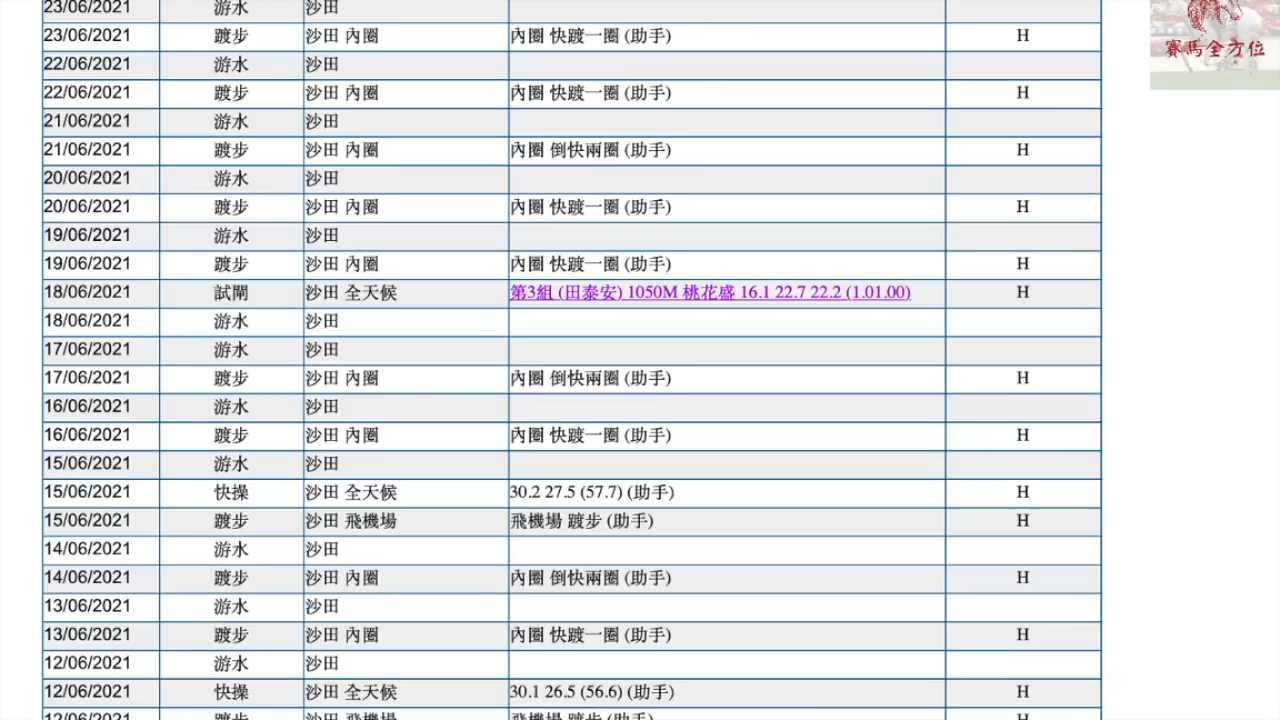 23/06/2021 游水 沙田
23/06/2021 踱步 沙田 內圈 內圈 快踱一圈 (助手) H
22/06/2021 游水 沙田
22/06/2021 踱步 沙田 內圈 內圈 快踱一圈 (助手) H
21/06/2021 游水 沙田
21/06/2021 踱步 沙田 內圈 內圈 倒快兩圈 (助手) H
20/06/2021 游水 沙田
20/06/2021 踱步 沙田 內圈 內圈 快踱一圈 (助手) H
19/06/2021 游水 沙田
19/06/2021 踱步 沙田 內圈 內圈 快踱一圈 (助手) H
18/06/2021 試閘 沙田 全天候 第3組 (田泰安) 1050M 桃花盛 16.1 22.7 22.2 (1.01.00) H
18/06/2021 游水 沙田
17/06/2021 游水 沙田
17/06/2021 踱步 沙田 內圈 內圈 倒快兩圈 (助手) H
16/06/2021 游水 沙田
16/06/2021 踱步 沙田 內圈 內圈 快踱一圈 (助手) H
15/06/2021 游水 沙田
15/06/2021 快操 沙田 全天候 30.2 27.5 (57.7) (助手) H
15/06/2021 踱步 沙田 飛機場 飛機場 踱步 (助手) H
14/06/2021 游水 沙田
14/06/2021 踱步 沙田 內圈 內圈 倒快兩圈 (助手) H
13/06/2021 游水 沙田
13/06/2021 踱步 沙田 內圈 內圈 快踱一圈 (助手) H
12/06/2021 游水 沙田
12/06/2021 快操 沙田 全天候 30.1 26.5 (56.6) (助手) H
12/06/2021 踱步 沙田 飛機場 飛機場 踱步 (助手) H
賽馬全方位